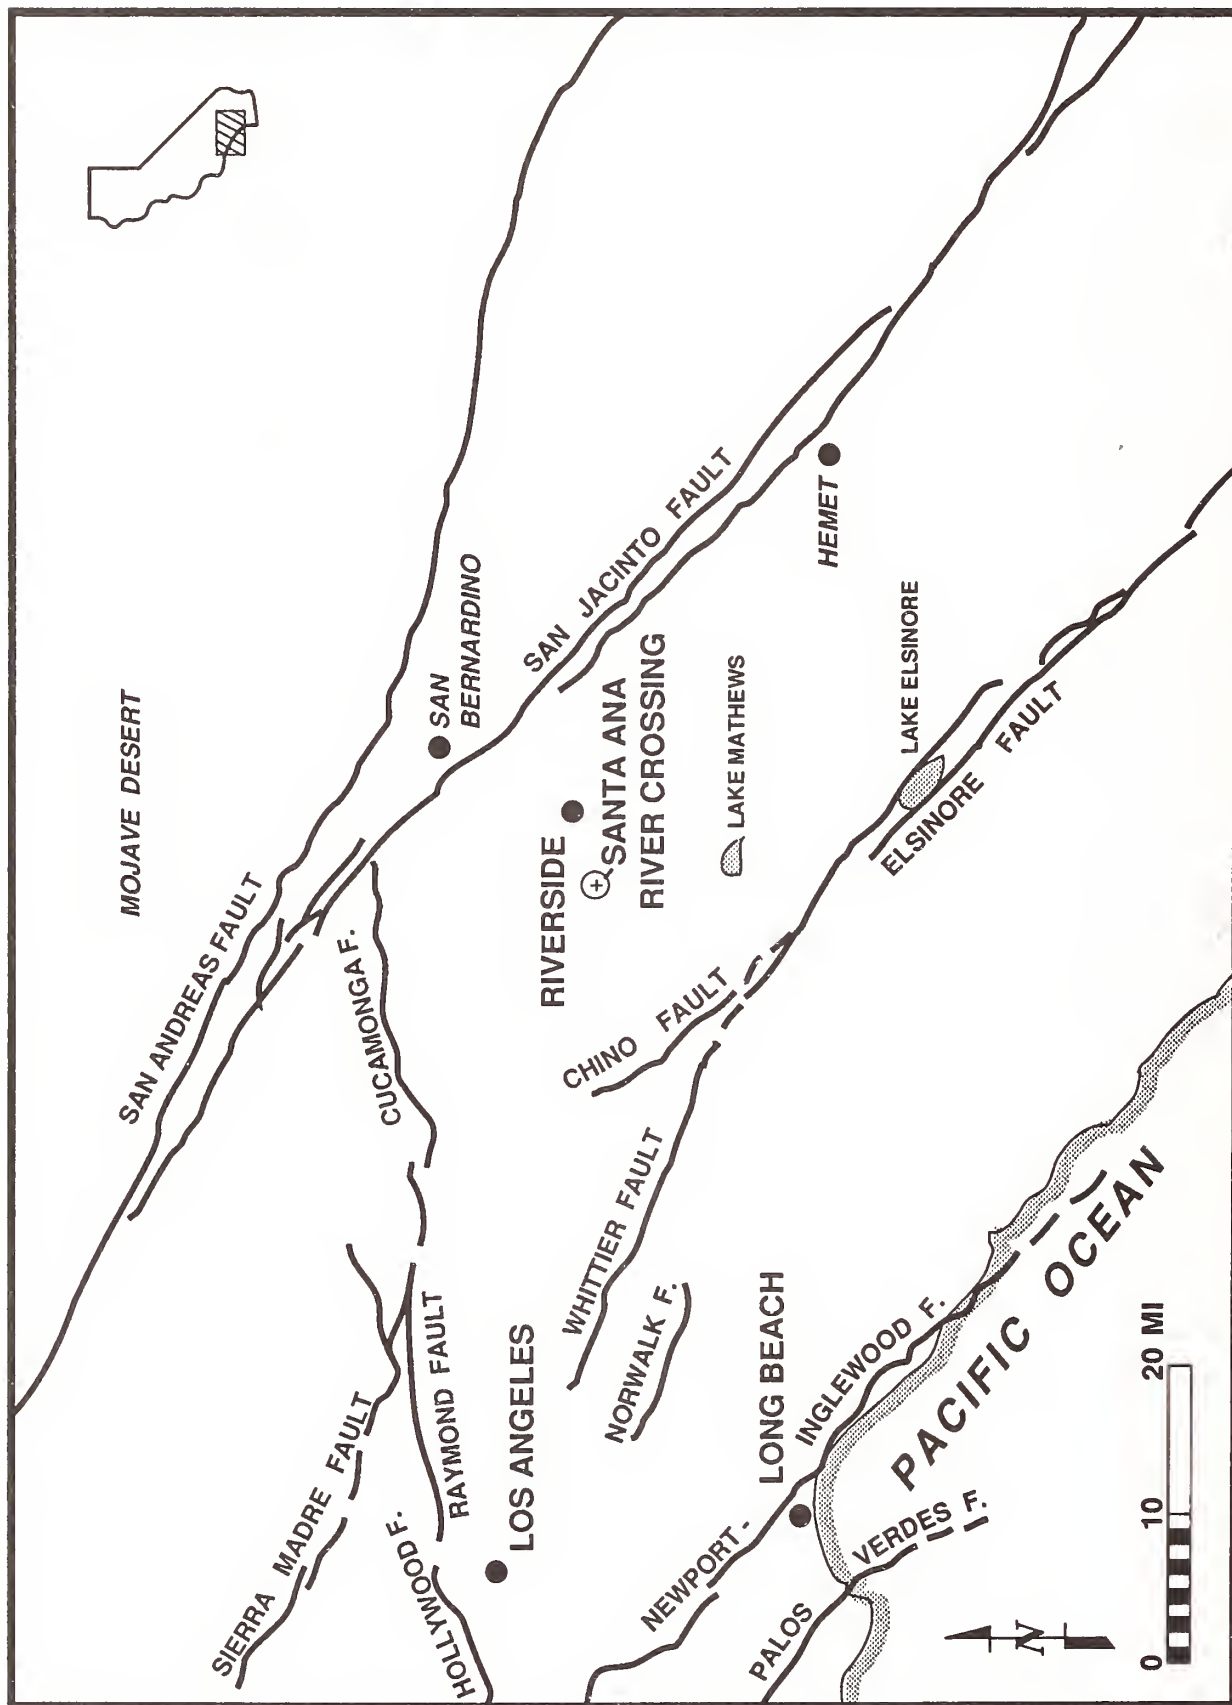 MOJAVE DESERT
SAN ANDREAS FAULT
SIERRA MADRE FAULT
CUCAMONGA F.
RAYMOND FAULT
HOLLYWOOD F.
LOS ANGELES
SAN
BERNARDINO
SAN JACINTO FAULT
RIVERSIDE
SANTA ANA
RIVER CROSSING
CHINO FAULT
WHITTIER FAULT
NORWALK F.
LAKE MATHEWS
HEMET
LONG BEACH
NEWPORT-
INGLEWOOD F.
LAKE ELSINORE
ELSINORE FAULT
PALOS
VERDES F.
PACIFIC OCEAN
N
0 10 20 MI